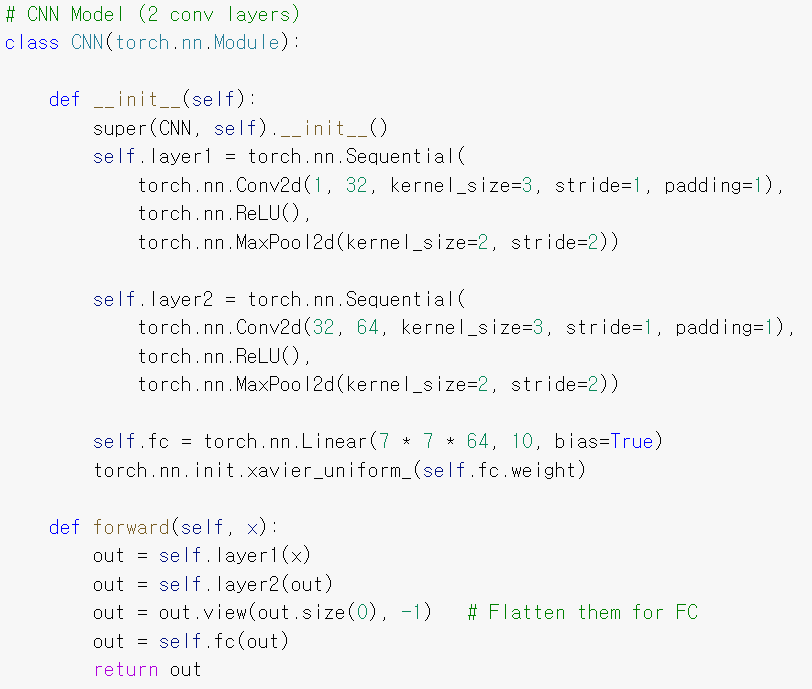 # CNN Model (2 conv layers)
class CNN(torch.nn.Module):
    def __init__(self):
        super(CNN, self).__init__()
        self.layer1 = torch.nn.Sequential(
            torch.nn.Conv2d(1, 32, kernel_size=3, stride=1, padding=1),
            torch.nn.ReLU(),
            torch.nn.MaxPool2d(kernel_size=2, stride=2))
        self.layer2 = torch.nn.Sequential(
            torch.nn.Conv2d(32, 64, kernel_size=3, stride=1, padding=1),
            torch.nn.ReLU(),
            torch.nn.MaxPool2d(kernel_size=2, stride=2))
        self.fc = torch.nn.Linear(7 * 7 * 64, 10, bias=True)
        torch.nn.init.xavier_uniform_(self.fc.weight)
    def forward(self, x):
        out = self.layer1(x)
        out = self.layer2(out)
        out = out.view(out.size(0), -1)   # Flatten them for FC
        out = self.fc(out)
        return out